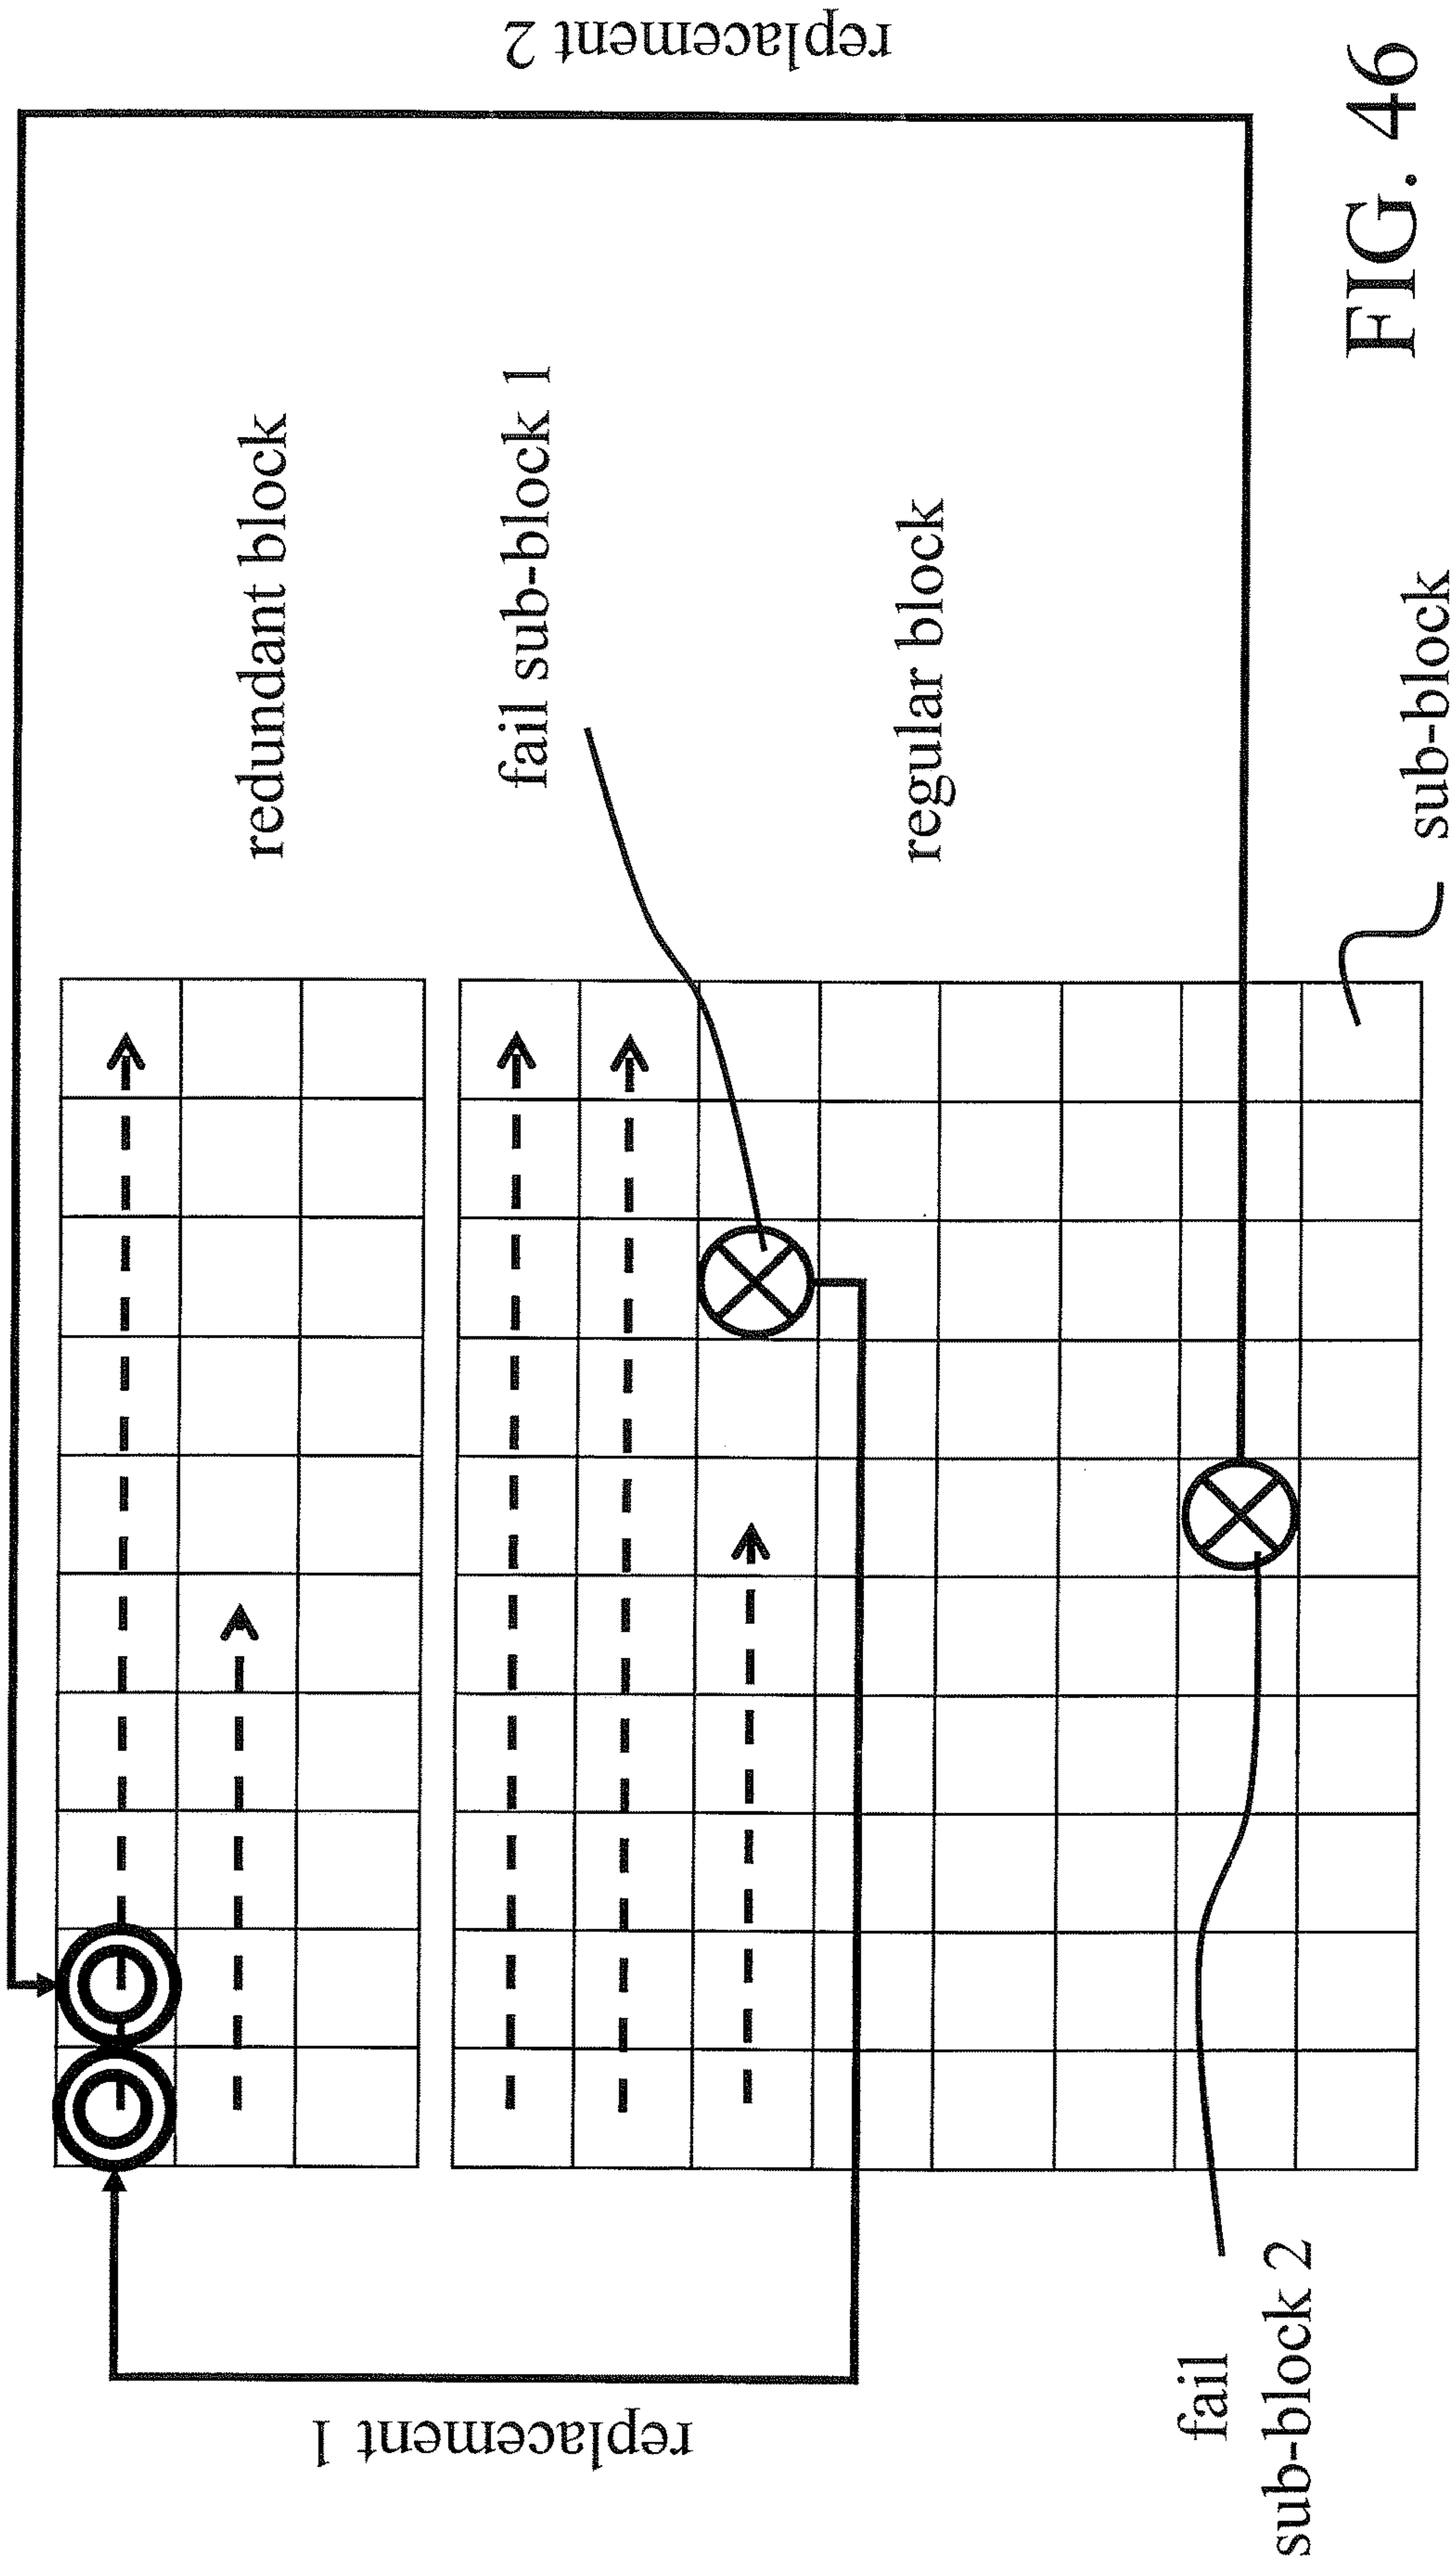 replacement 2
redundant block
fail sub-block 1
regular block
sub-block
fail
sub-block 2
replacement 1
FIG. 46